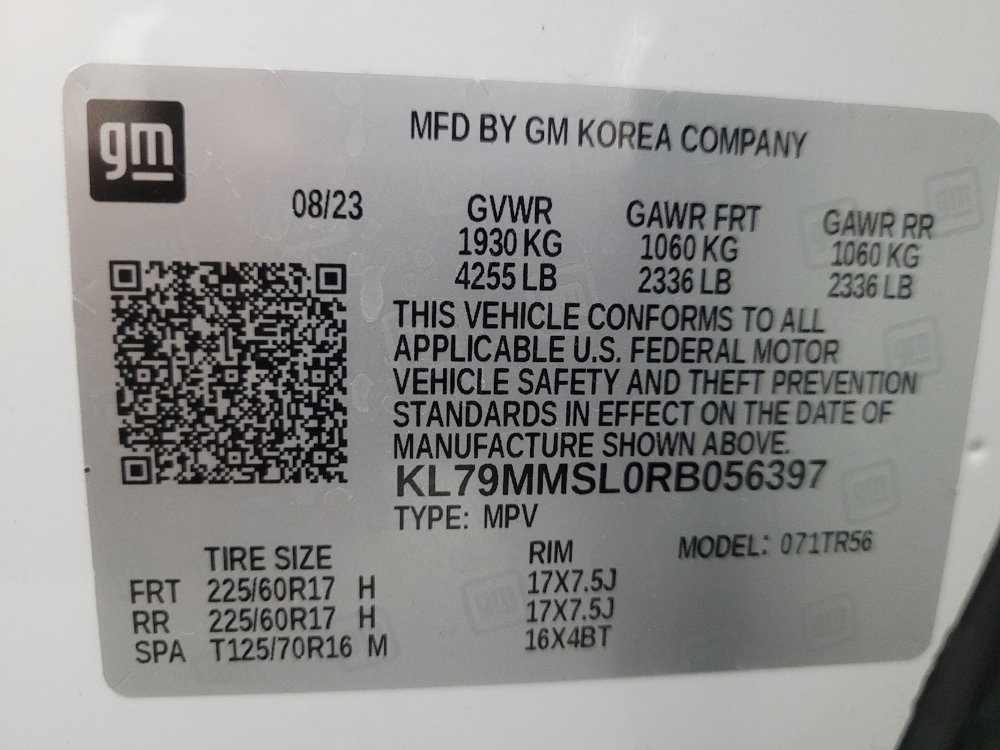 gm
MFD BY GM KOREA COMPANY
08/23
GVWR GAWR FRT GAWR RR
1930 KG 1060 KG 1060 KG
4255 LB 2336 LB 2336 LB
THIS VEHICLE CONFORMS TO ALL
APPLICABLE U.S. FEDERAL MOTOR
VEHICLE SAFETY AND THEFT PREVENTION
STANDARDS IN EFFECT ON THE DATE OF
MANUFACTURE SHOWN ABOVE.
KL79MMSL0RB056397
TYPE: MPV
MODEL: 071TR56
TIRE SIZE RIM
FRT 225/60R17 H 17X7.5J
RR 225/60R17 H 17X7.5J
SPA T125/70R16 M 16X4BT